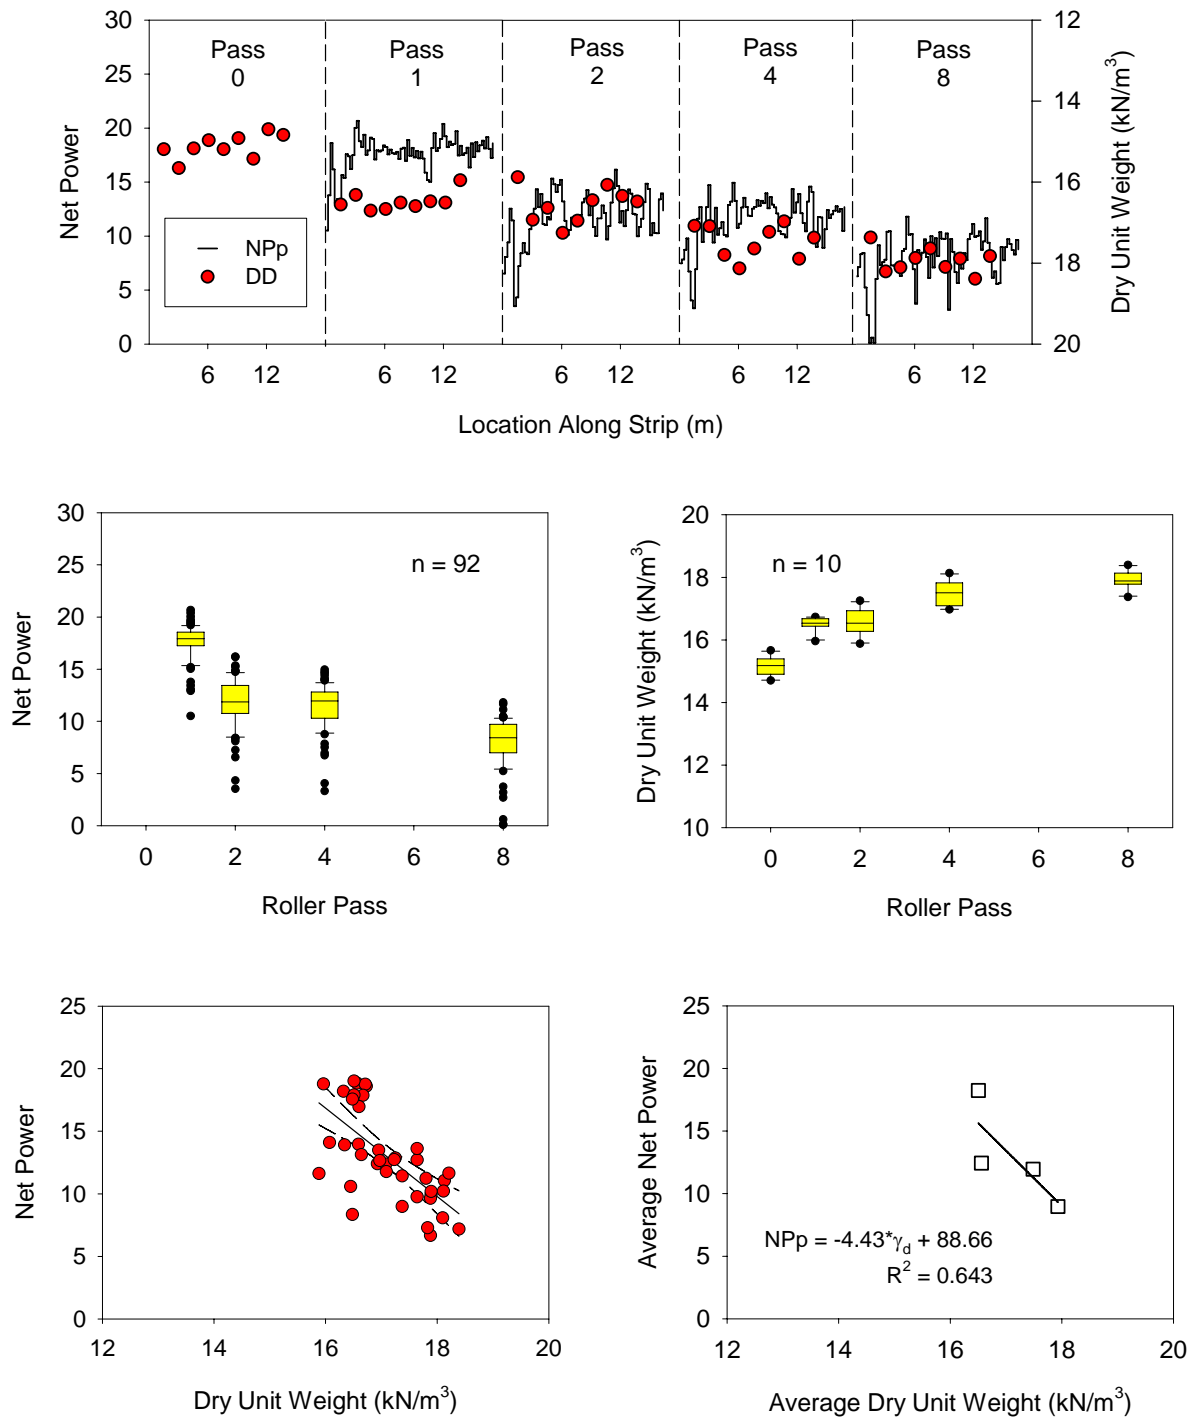 30
25
20
15
10
5
0
Net Power
Pass
0
Pass
1
Pass
2
Pass
4
Pass
8
12
14
16
18
20
Dry Unit Weight (kN/m³)
NPp
DD
6 12 6 12 6 12 6 12 6 12
Location Along Strip (m)
30
25
20
15
10
5
0
Net Power
n = 92
0 2 4 6 8
Roller Pass
20
18
16
14
12
10
Dry Unit Weight (kN/m³)
n = 10
0 2 4 6 8
Roller Pass
25
20
15
10
5
0
Net Power
12 14 16 18 20
Dry Unit Weight (kN/m³)
25
20
15
10
5
0
Average Net Power
NPp = -4.43*γd + 88.66
R² = 0.643
12 14 16 18 20
Average Dry Unit Weight (kN/m³)